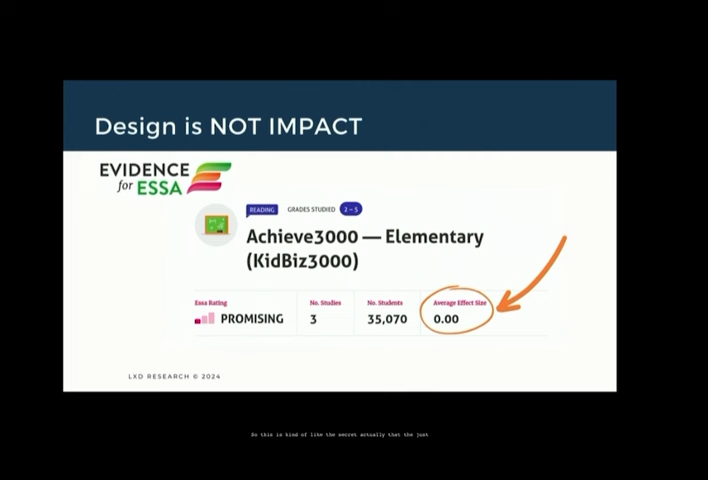 Design is NOT IMPACT
EVIDENCE
for ESSA
READING GRADES STUDIED 2 – 5
Achieve3000 — Elementary
(KidBiz3000)
Essa Rating No. Studies No. Students Average Effect Size
PROMISING 3 35,070 0.00
LXD RESEARCH © 2024
So this is kind of like the secret actually that the just